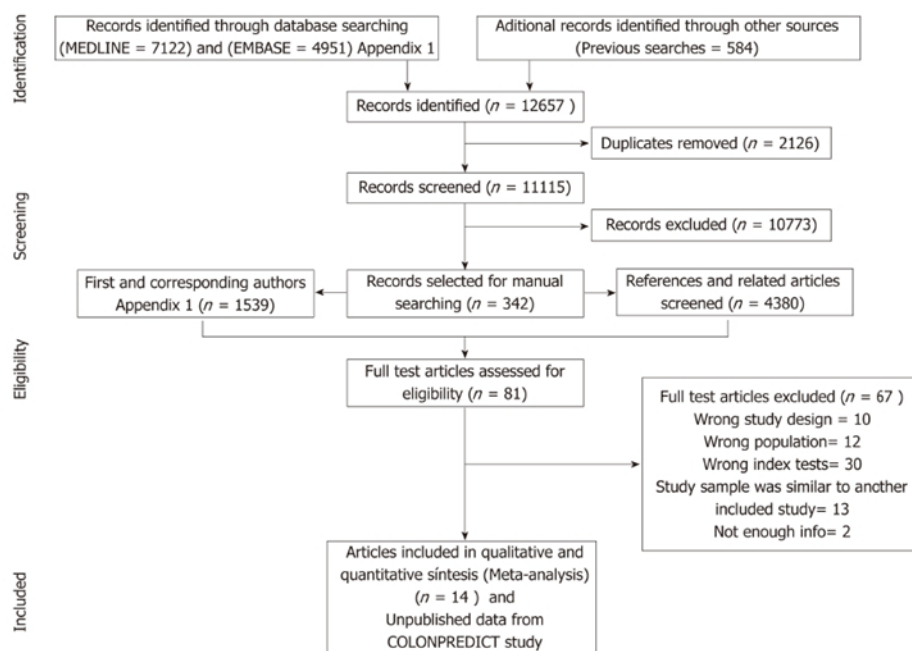 Identification
Records identified through database searching
(MEDLINE = 7122) and (EMBASE = 4951) Appendix 1
Aditional records identified through other sources
(Previous searches = 584)
Records identified (n = 12657 )
Duplicates removed (n = 2126)
Screening
Records screened (n = 11115)
Records excluded (n = 10773)
First and corresponding authors
Appendix 1 (n = 1539)
Records selected for manual
searching (n = 342)
References and related articles
screened (n = 4380)
Eligibility
Full test articles assessed for
eligibility (n = 81)
Full test articles excluded (n = 67 )
Wrong study design = 10
Wrong population= 12
Wrong index tests= 30
Study sample was similar to another
included study= 13
Not enough info= 2
Included
Articles included in qualitative and
quantitative síntesis (Meta-analysis)
(n = 14 ) and
Unpublished data from
COLONPREDICT study